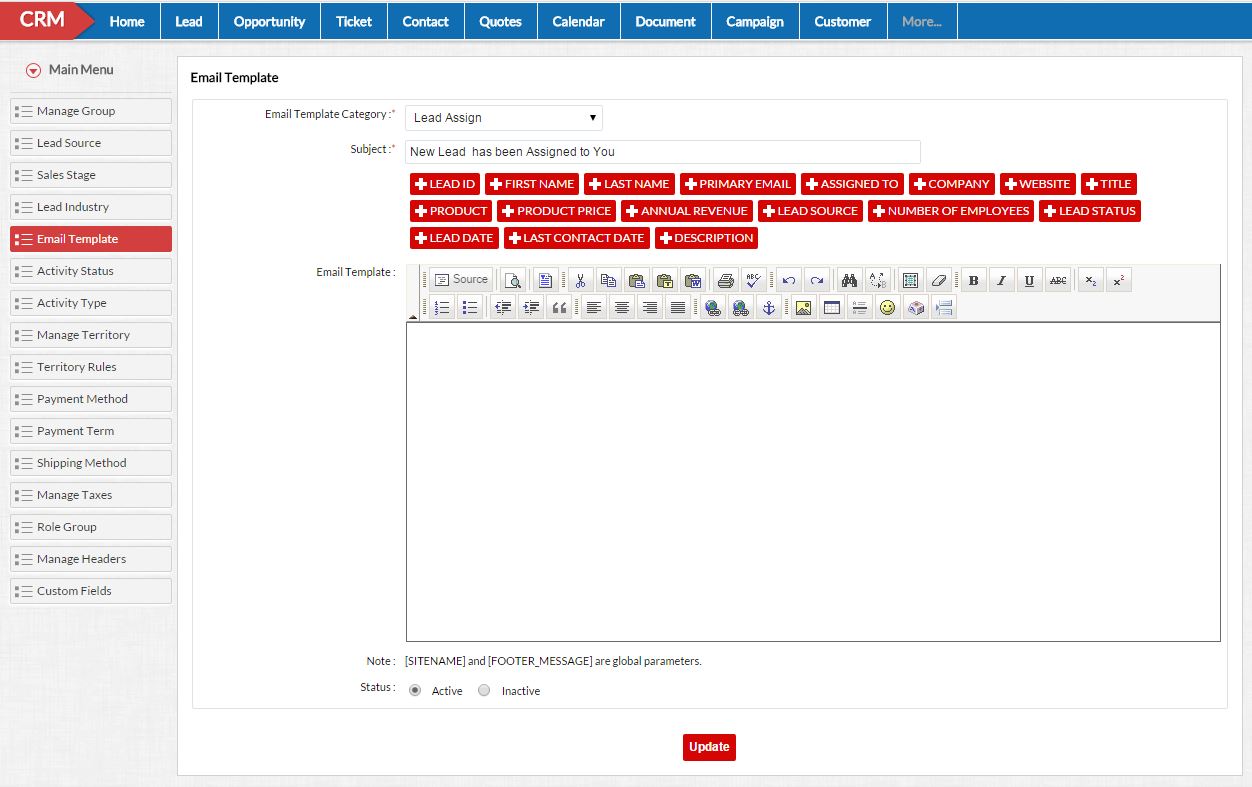 CRM Home Lead Opportunity Ticket Contact Quotes Calendar Document Campaign Customer More...
Main Menu
Manage Group
Lead Source
Sales Stage
Lead Industry
Email Template
Activity Status
Activity Type
Manage Territory
Territory Rules
Payment Method
Payment Term
Shipping Method
Manage Taxes
Role Group
Manage Headers
Custom Fields
Email Template
Email Template Category :* Lead Assign
Subject :* New Lead  has been Assigned to You
LEAD ID FIRST NAME LAST NAME PRIMARY EMAIL ASSIGNED TO COMPANY WEBSITE TITLE
PRODUCT PRODUCT PRICE ANNUAL REVENUE LEAD SOURCE NUMBER OF EMPLOYEES LEAD STATUS
LEAD DATE LAST CONTACT DATE DESCRIPTION
Email Template : Source B I U ABC x₂ x²
Note : [SITENAME] and [FOOTER_MESSAGE] are global parameters.
Status : Active Inactive
Update